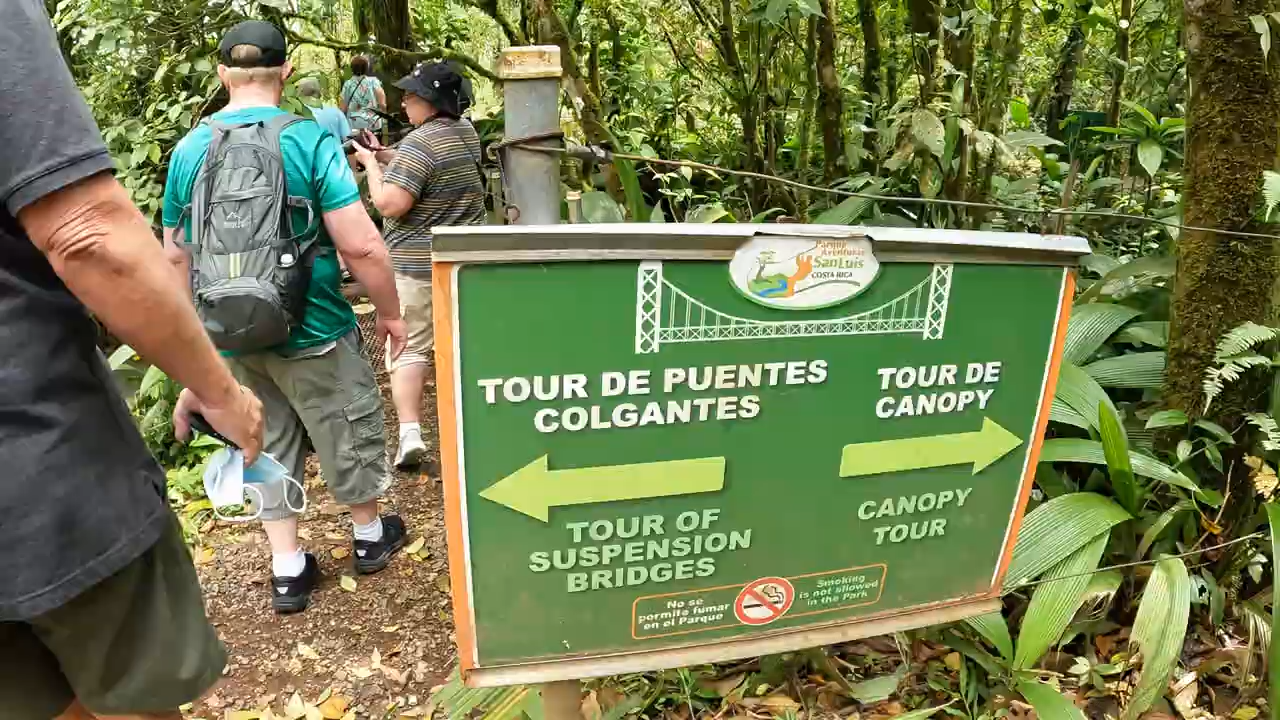 Parque
Aventuras
San Luis
COSTA RICA
TOUR DE PUENTES
COLGANTES
TOUR OF
SUSPENSION
BRIDGES
TOUR DE
CANOPY
CANOPY
TOUR
No se
permite fumar
en el Parque
Smoking
is not allowed
in the Park